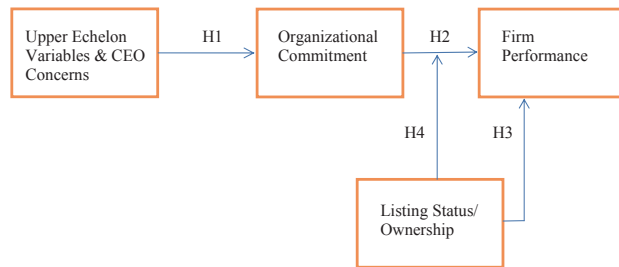 Upper Echelon
Variables & CEO
Concerns
H1
Organizational
Commitment
H2
Firm
Performance
H4
H3
Listing Status/
Ownership